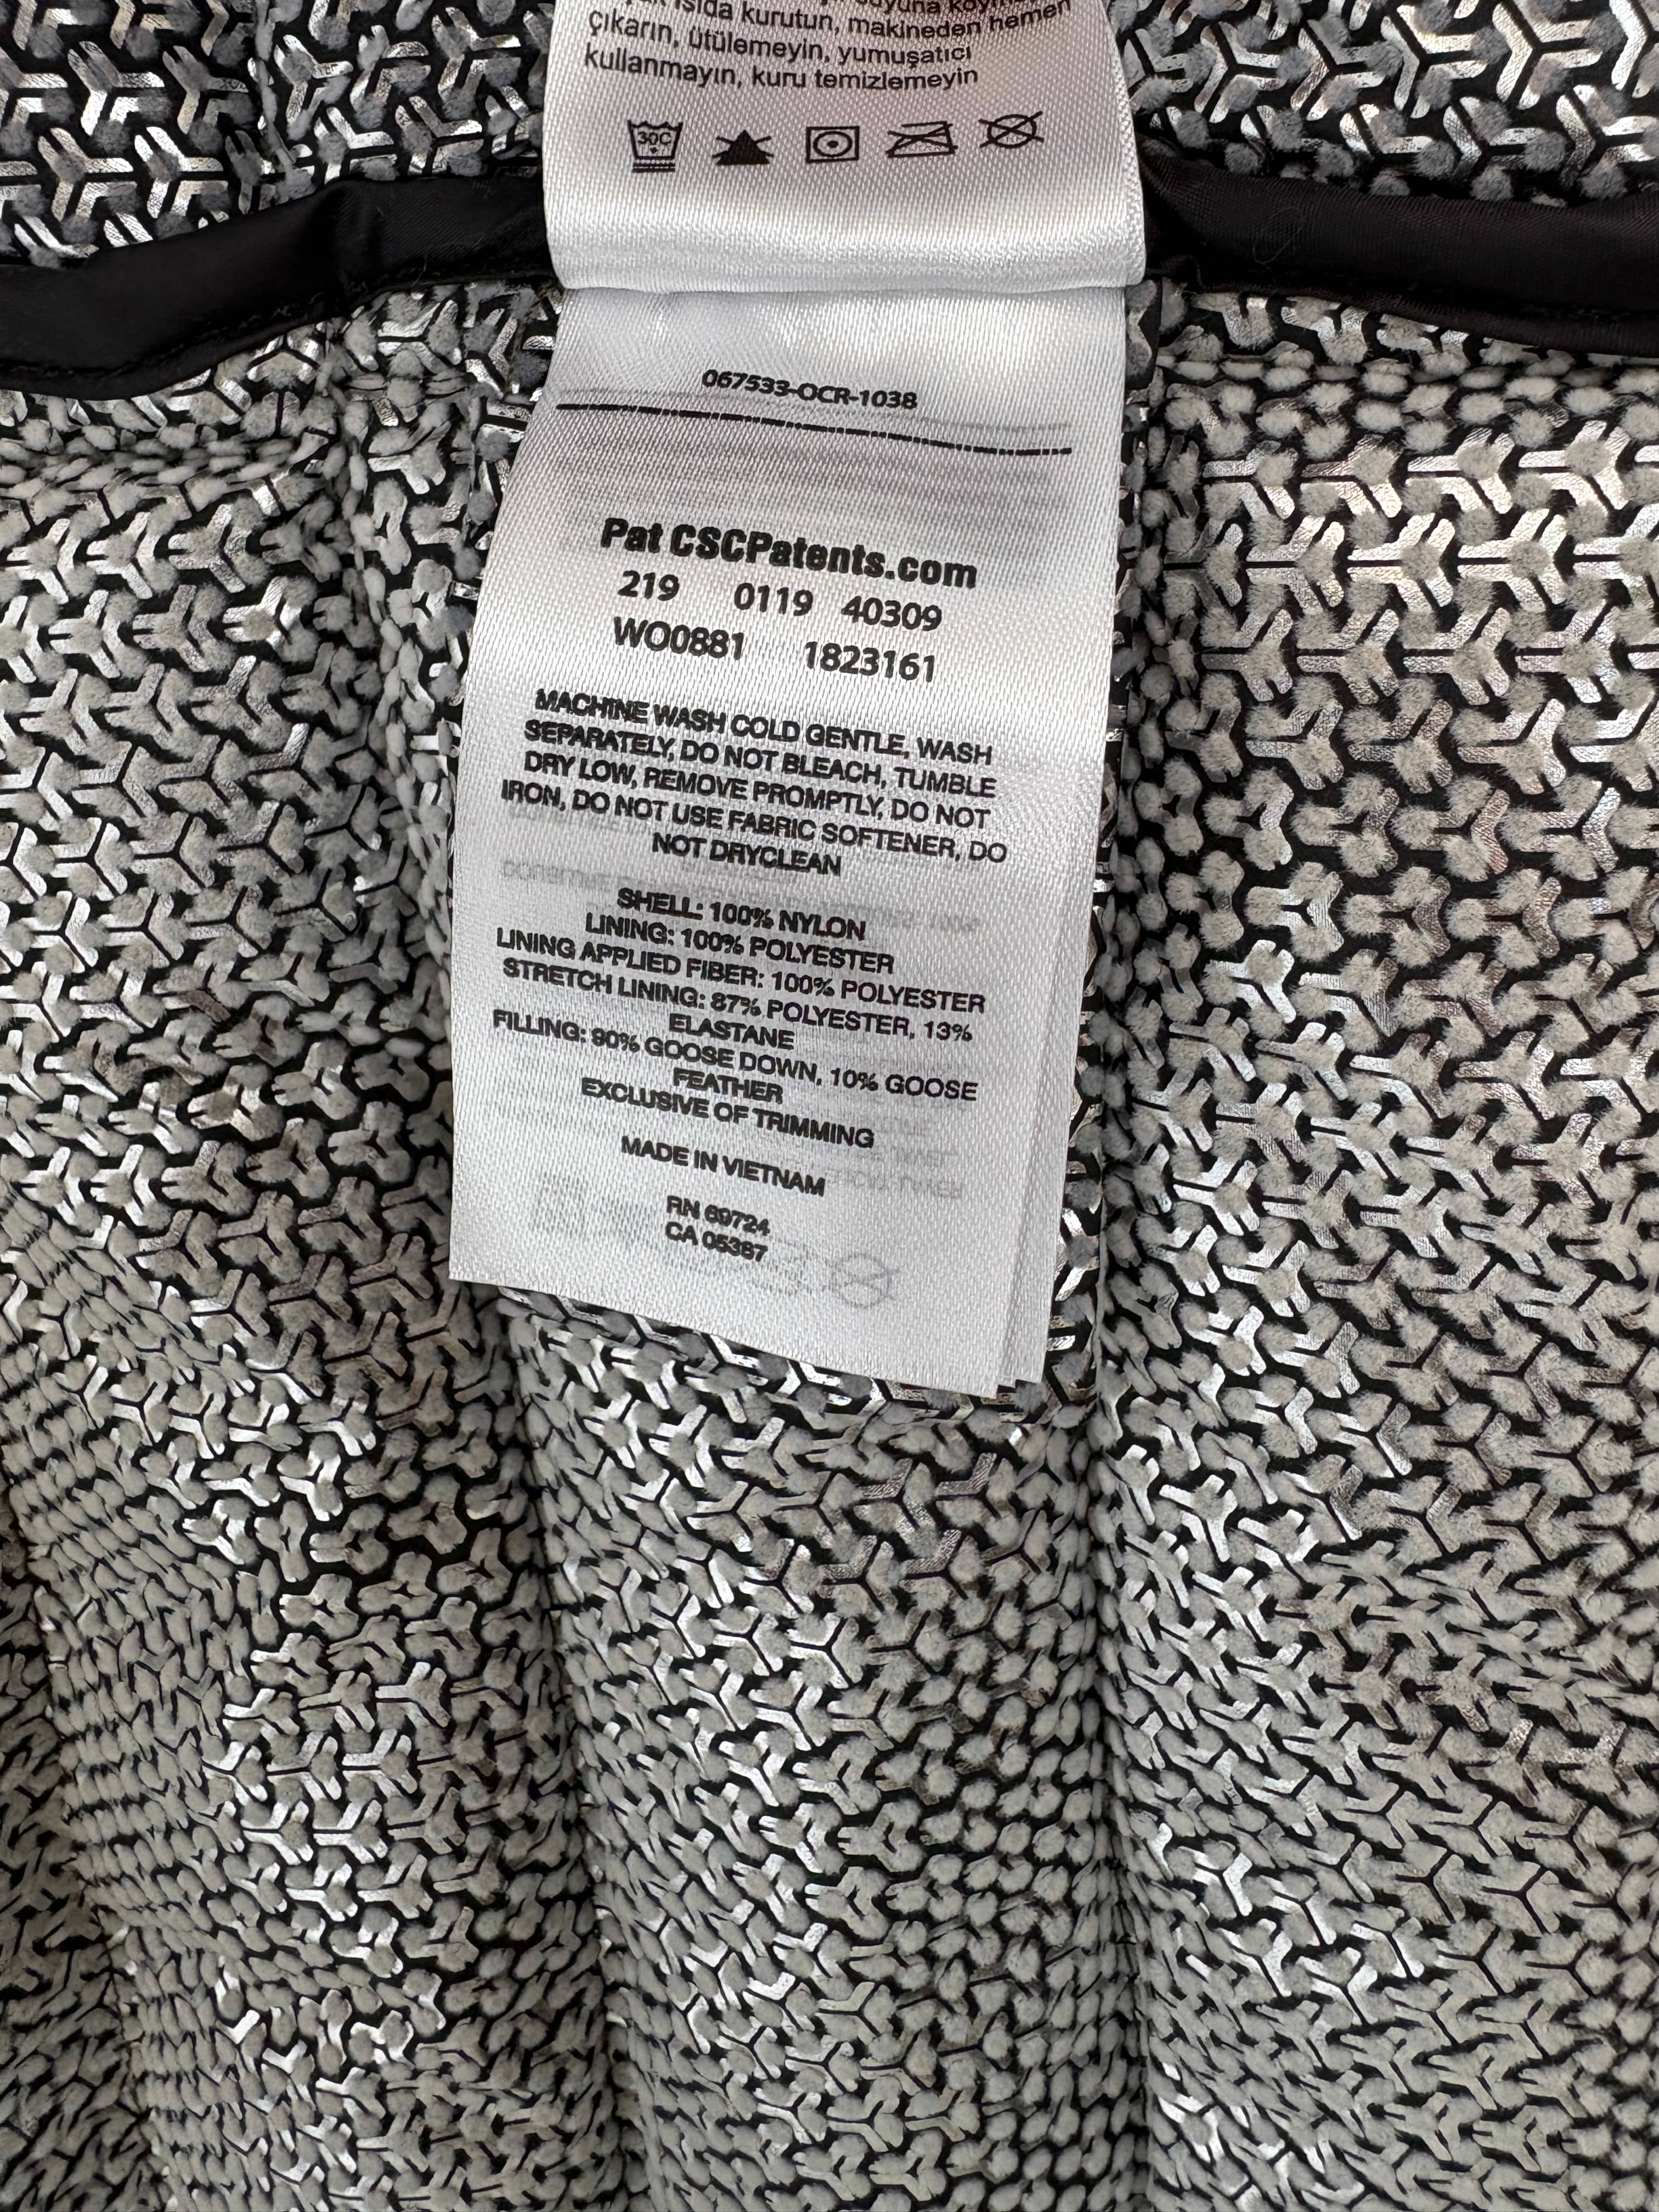 ısıda kurutun, makineden hemen
çıkarın, ütülemeyin, yumuşatıcı
kullanmayın, kuru temizlemeyin
30C
067533-OCR-1038
Pat CSCPatents.com
219 0119 40309
WO0881 1823161
MACHINE WASH COLD GENTLE, WASH
SEPARATELY, DO NOT BLEACH, TUMBLE
DRY LOW, REMOVE PROMPTLY, DO NOT
IRON, DO NOT USE FABRIC SOFTENER, DO
NOT DRYCLEAN
SHELL: 100% NYLON
LINING: 100% POLYESTER
LINING APPLIED FIBER: 100% POLYESTER
STRETCH LINING: 87% POLYESTER, 13%
ELASTANE
FILLING: 90% GOOSE DOWN, 10% GOOSE
FEATHER
EXCLUSIVE OF TRIMMING
MADE IN VIETNAM
RN 69724
CA 05367